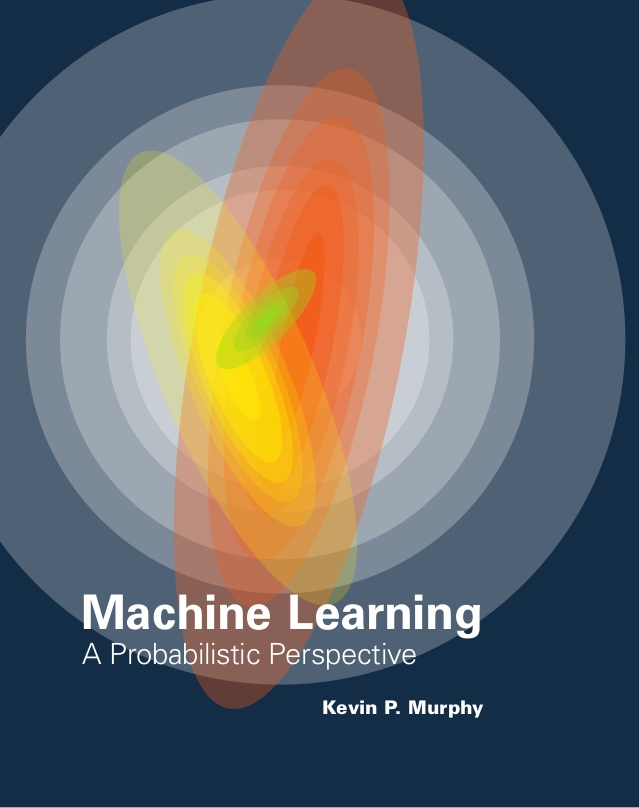 Machine Learning
A Probabilistic Perspective
Kevin P. Murphy